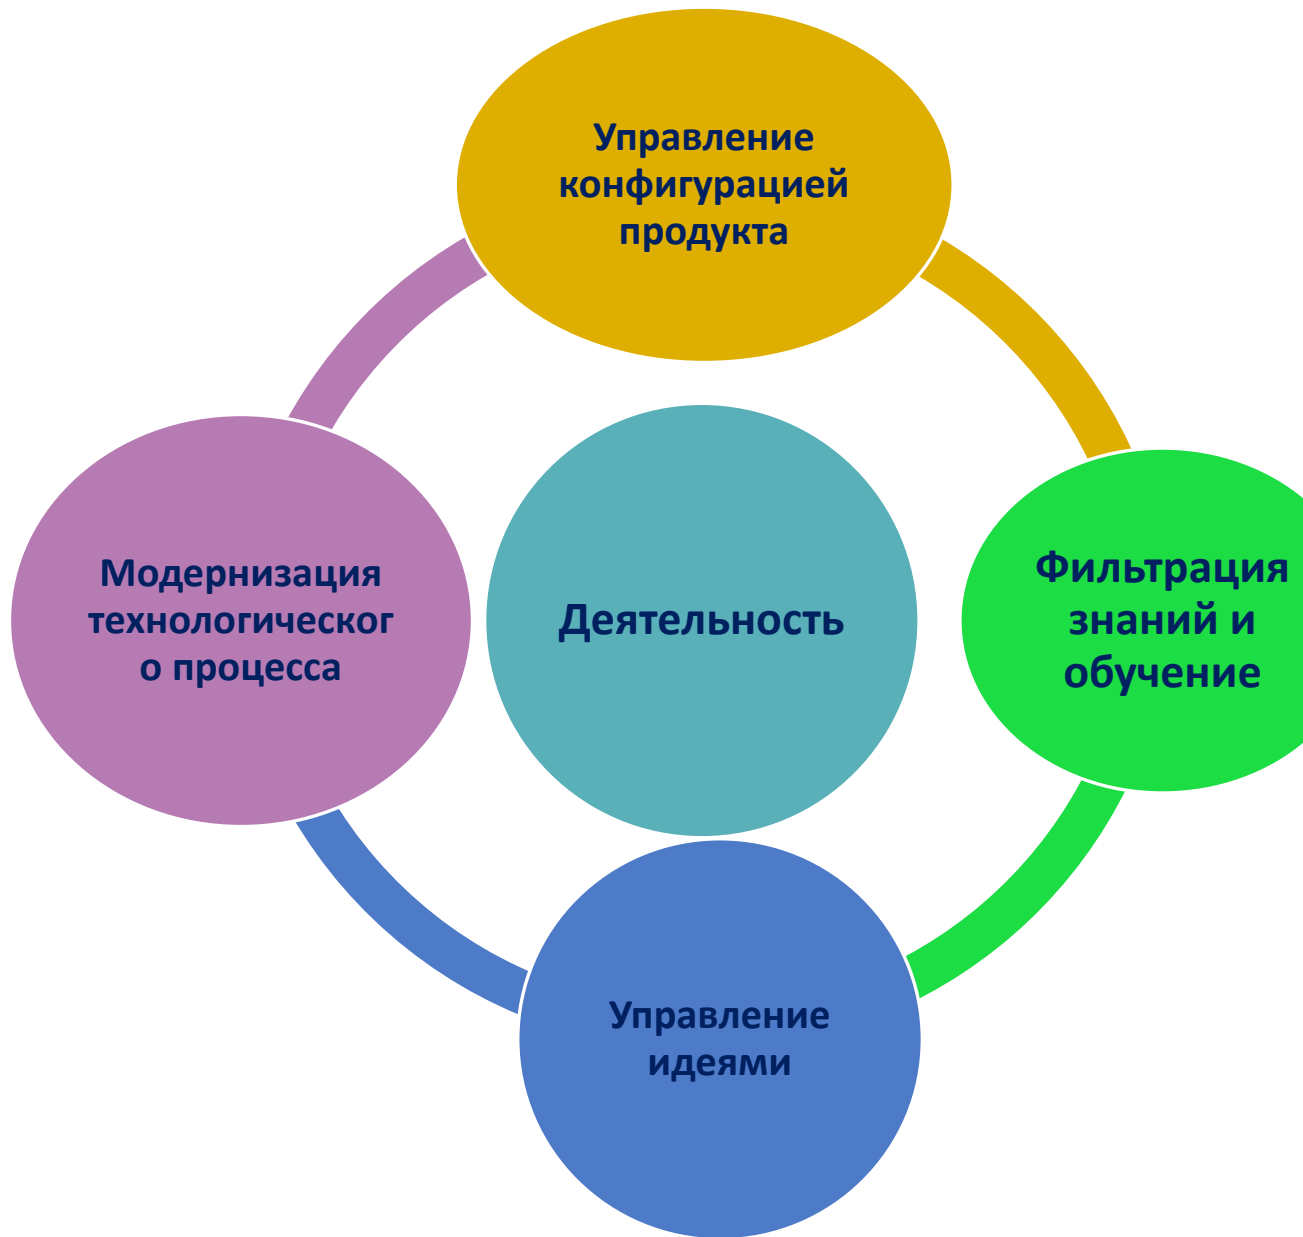 Управление
конфигурацией
продукта
Модернизация
технологическог
о процесса
Деятельность
Фильтрация
знаний и
обучение
Управление
идеями